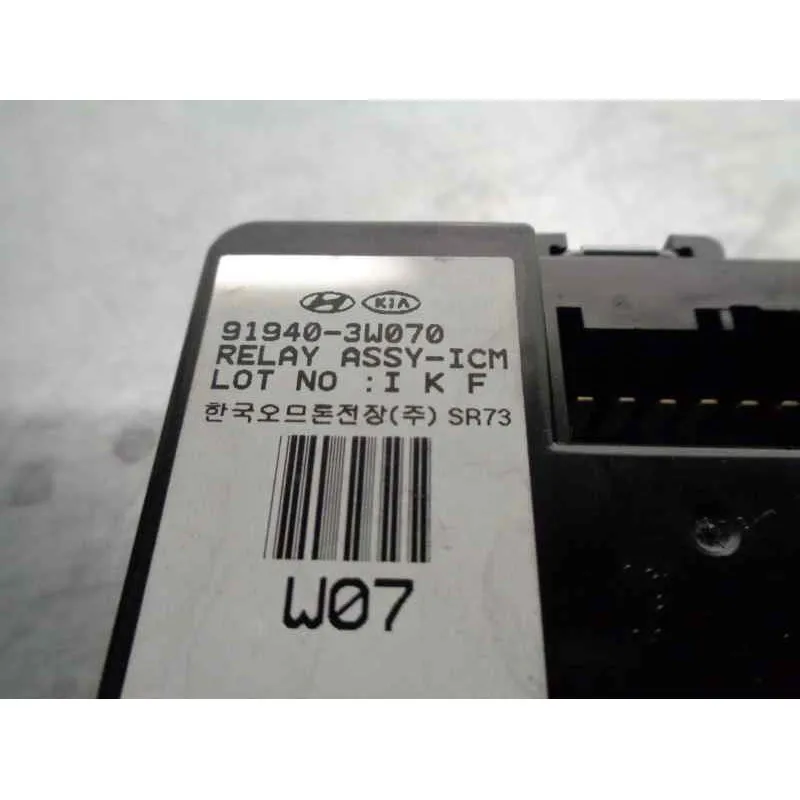 KIA
91940-3W070
RELAY ASSY-ICM
LOT NO :I K F
한국오므론전장(주) SR73
W07